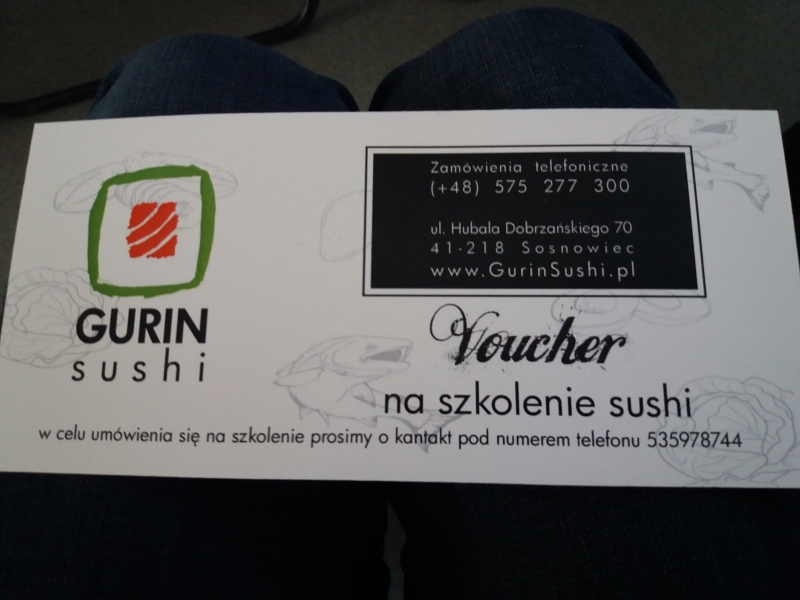 GURIN
sushi
Zamówienia telefoniczne
(+48) 575 277 300
ul. Hubala Dobrzańskiego 70
41-218 Sosnowiec
www.GurinSushi.pl
Voucher
na szkolenie sushi
w celu umówienia się na szkolenie prosimy o kantakt pod numerem telefonu 535978744